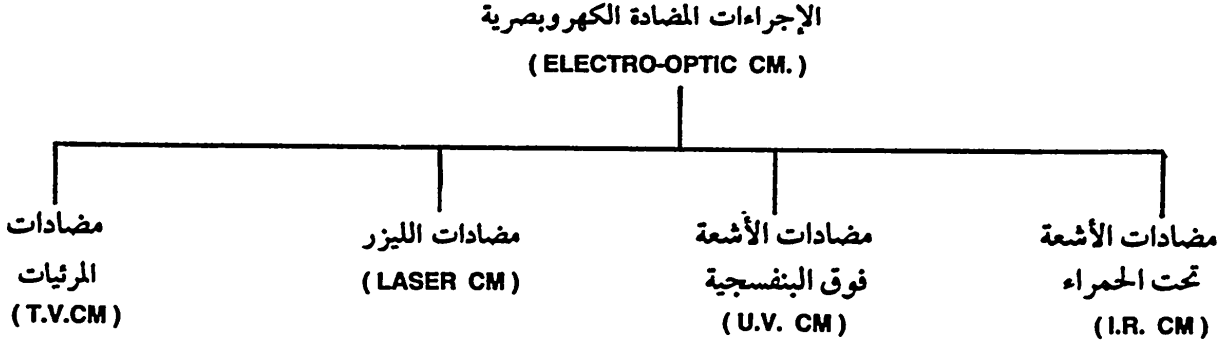 الإجراءات المضادة الكهروبصرية
( ELECTRO-OPTIC CM. )
مضادات الأشعة
تحت الحمراء
( I.R. CM )
مضادات الأشعة
فوق البنفسجية
( U.V. CM )
مضادات الليزر
( LASER CM )
مضادات
المرئيات
( T.V.CM )